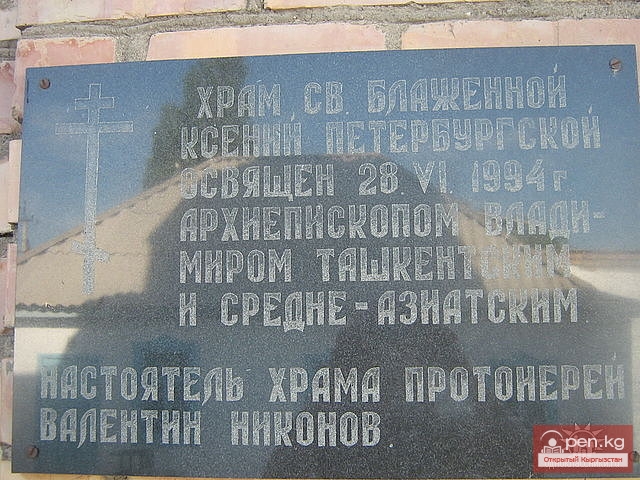 ХРАМ СВ. БЛАЖЕННОЙ
КСЕНИЙ ПЕТЕРБУРГСКОЙ
ОСВЯЩЕН 28. VI. 1994 г
АРХИЕПИСКОПОМ ВЛАДИ-
МИРОМ ТАШКЕНТСКИМ
И СРЕДНЕ-АЗИАТСКИМ
НАСТОЯТЕЛЬ ХРАМА ПРОТОИЕРЕЙ
ВАЛЕНТИН НИКОНОВ.
Open.kg
Открытый Кыргызстан